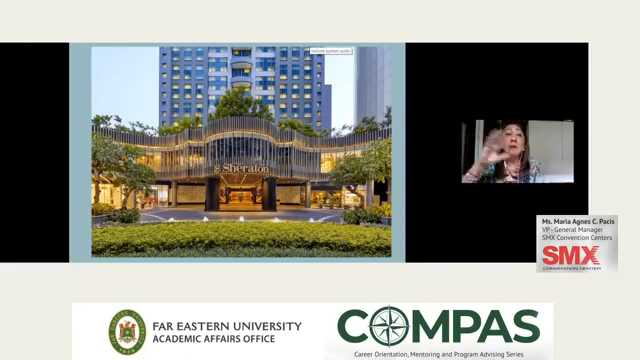 include system audio
Sheraton
Ms. Maria Agnes C. Pacis
VP - General Manager
SMX Convention Centers
SMX
CONVENTION CENTER
FAR EASTERN UNIVERSITY
ACADEMIC AFFAIRS OFFICE
COMPAS
Career Orientation, Mentoring and Program Advising Series